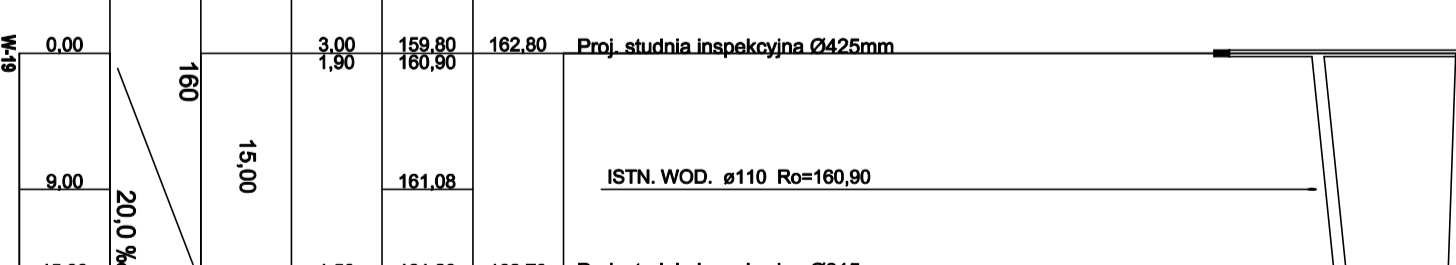 W-19
0,00
160
3,00 159,80 162,80 Proj. studnia inspekcyjna Ø425mm
1,90 160,90
15,00
9,00 161,08 ISTN. WOD. ø110 Ro=160,90
20,0 ‰